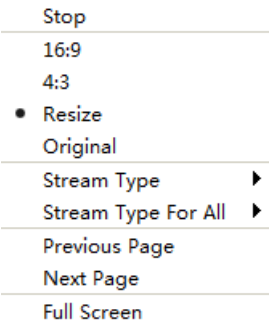 Stop
16:9
4:3
Resize
Original
Stream Type
Stream Type For All
Previous Page
Next Page
Full Screen